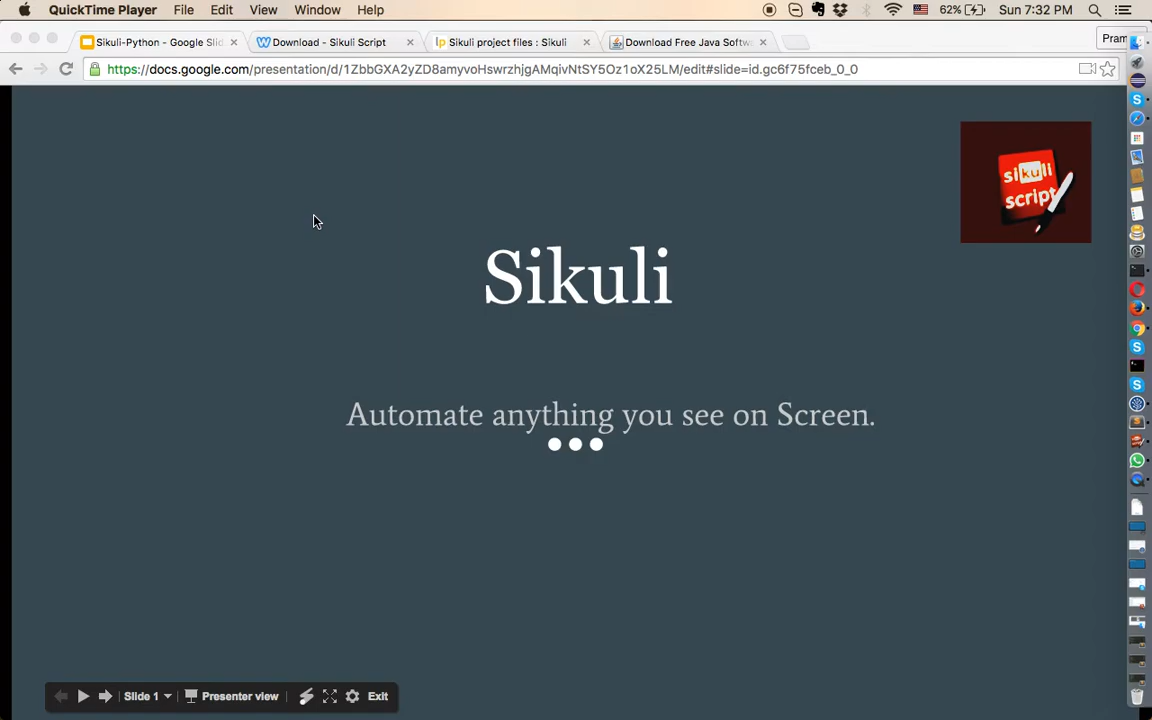 QuickTime Player File Edit View Window Help 62% Sun 7:32 PM
Sikuli-Python - Google Slid Download - Sikuli Script Sikuli project files : Sikuli Download Free Java Softw Pram
https://docs.google.com/presentation/d/1ZbbGXA2yZD8amyvoHswrzhjgAMqivNtSY5Oz1oX25LM/edit#slide=id.gc6f75fceb_0_0
sikuli
script
Sikuli
Automate anything you see on Screen.
Slide 1 Presenter view Exit